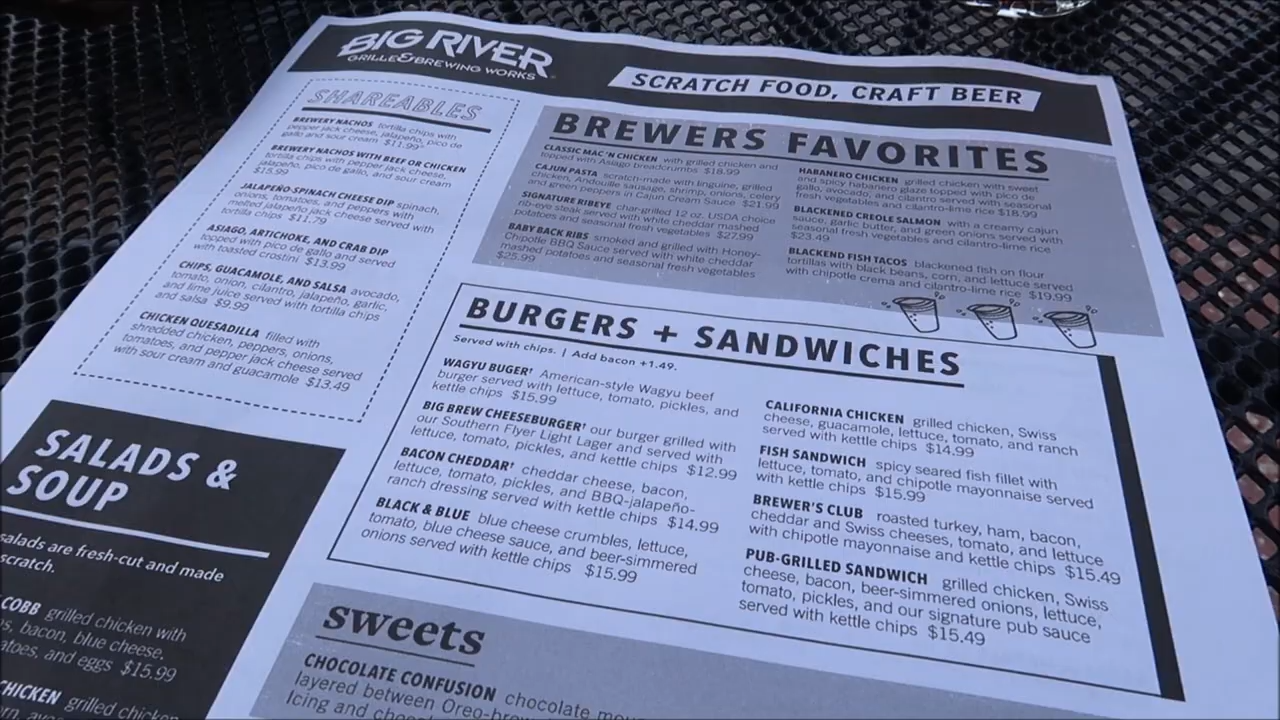 BIG RIVER
GRILLE & BREWING WORKS
SCRATCH FOOD, CRAFT BEER
SHAREABLES
BREWERY NACHOS tortilla chips with
pepper jack cheese, jalapeño, pico de
gallo and sour cream $11.99
BREWERY NACHOS WITH BEEF OR CHICKEN
tortilla chips with pepper jack cheese,
jalapeño, pico de gallo, and sour cream
$15.99
JALAPEÑO-SPINACH CHEESE DIP spinach,
onions, tomatoes, and peppers with
melted jalapeño jack cheese served with
tortilla chips $11.79
ASIAGO, ARTICHOKE, AND CRAB DIP
topped with pico de gallo and served
with toasted crostini $13.99
CHIPS, GUACAMOLE, AND SALSA avocado,
tomato, onion, cilantro, jalapeño, garlic,
and lime juice served with tortilla chips
and salsa $9.99
CHICKEN QUESADILLA filled with
shredded chicken, peppers, onions,
tomatoes, and pepper jack cheese served
with sour cream and guacamole $13.49
BREWERS FAVORITES
CLASSIC MAC 'N CHICKEN with grilled chicken and
topped with Asiago breadcrumbs $18.99
CAJUN PASTA scratch-made with linguine, grilled
chicken, Andouille sausage, shrimp, onions, celery
and green peppers in Cajun Cream Sauce $21.99
SIGNATURE RIBEYE char-grilled 12 oz. USDA choice
rib-eye steak served with white cheddar mashed
potatoes and seasonal fresh vegetables $27.99
BABY BACK RIBS smoked and grilled with Honey-
Chipotle BBQ Sauce served with white cheddar
mashed potatoes and seasonal fresh vegetables
$25.99
HABANERO CHICKEN grilled chicken with sweet
and spicy habanero glaze topped with pico de
gallo, avocado, and cilantro served with seasonal
fresh vegetables and cilantro-lime rice $18.99
BLACKENED CREOLE SALMON with a creamy cajun
sauce, garlic butter, and green onions served with
seasonal fresh vegetables and cilantro-lime rice
$23.49
BLACKEND FISH TACOS blackened fish on flour
tortillas with black beans, corn, and lettuce served
with chipotle crema and cilantro-lime rice $19.99
BURGERS + SANDWICHES
Served with chips. | Add bacon +1.49.
WAGYU BUGER† American-style Wagyu beef
burger served with lettuce, tomato, pickles, and
kettle chips $15.99
BIG BREW CHEESEBURGER† our burger grilled with
our Southern Flyer Light Lager and served with
lettuce, tomato, pickles, and kettle chips $12.99
BACON CHEDDAR† cheddar cheese, bacon,
lettuce, tomato, pickles, and BBQ-jalapeño-
ranch dressing served with kettle chips $14.99
BLACK & BLUE blue cheese crumbles, lettuce,
tomato, blue cheese sauce, and beer-simmered
onions served with kettle chips $15.99
CALIFORNIA CHICKEN grilled chicken, Swiss
cheese, guacamole, lettuce, tomato, and ranch
served with kettle chips $14.99
FISH SANDWICH spicy seared fish fillet with
lettuce, tomato, and chipotle mayonnaise served
with kettle chips $15.99
BREWER'S CLUB roasted turkey, ham, bacon,
cheddar and Swiss cheeses, tomato, and lettuce
with chipotle mayonnaise and kettle chips $15.49
PUB-GRILLED SANDWICH grilled chicken, Swiss
cheese, bacon, beer-simmered onions, lettuce,
tomato, pickles, and our signature pub sauce
served with kettle chips $15.49
SALADS &
SOUP
salads are fresh-cut and made
scratch.
COBB grilled chicken with
bacon, blue cheese,
and eggs $15.99
CHICKEN grilled chicken
sweets
CHOCOLATE CONFUSION chocolate
layered between
Icing and